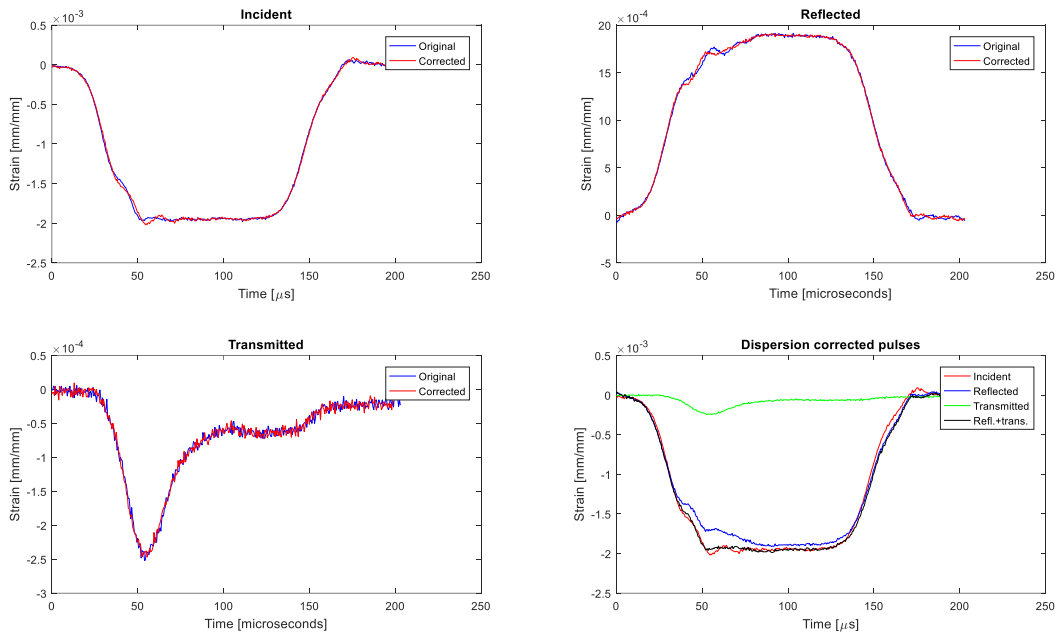 Incident
×10-3
0.5
0
-0.5
-1
-1.5
-2
-2.5
Strain [mm/mm]
0 50 100 150 200 250
Time [μs]
Original
Corrected
Reflected
×10-4
20
15
10
5
0
-5
Strain [mm/mm]
0 50 100 150 200 250
Time [microseconds]
Original
Corrected
Transmitted
×10-4
0.5
0
-0.5
-1
-1.5
-2
-2.5
-3
Strain [mm/mm]
0 50 100 150 200 250
Time [microseconds]
Original
Corrected
Dispersion corrected pulses
×10-3
0.5
0
-0.5
-1
-1.5
-2
-2.5
Strain [mm/mm]
0 50 100 150 200 250
Time [μs]
Incident
Reflected
Transmitted
Refl.+trans.